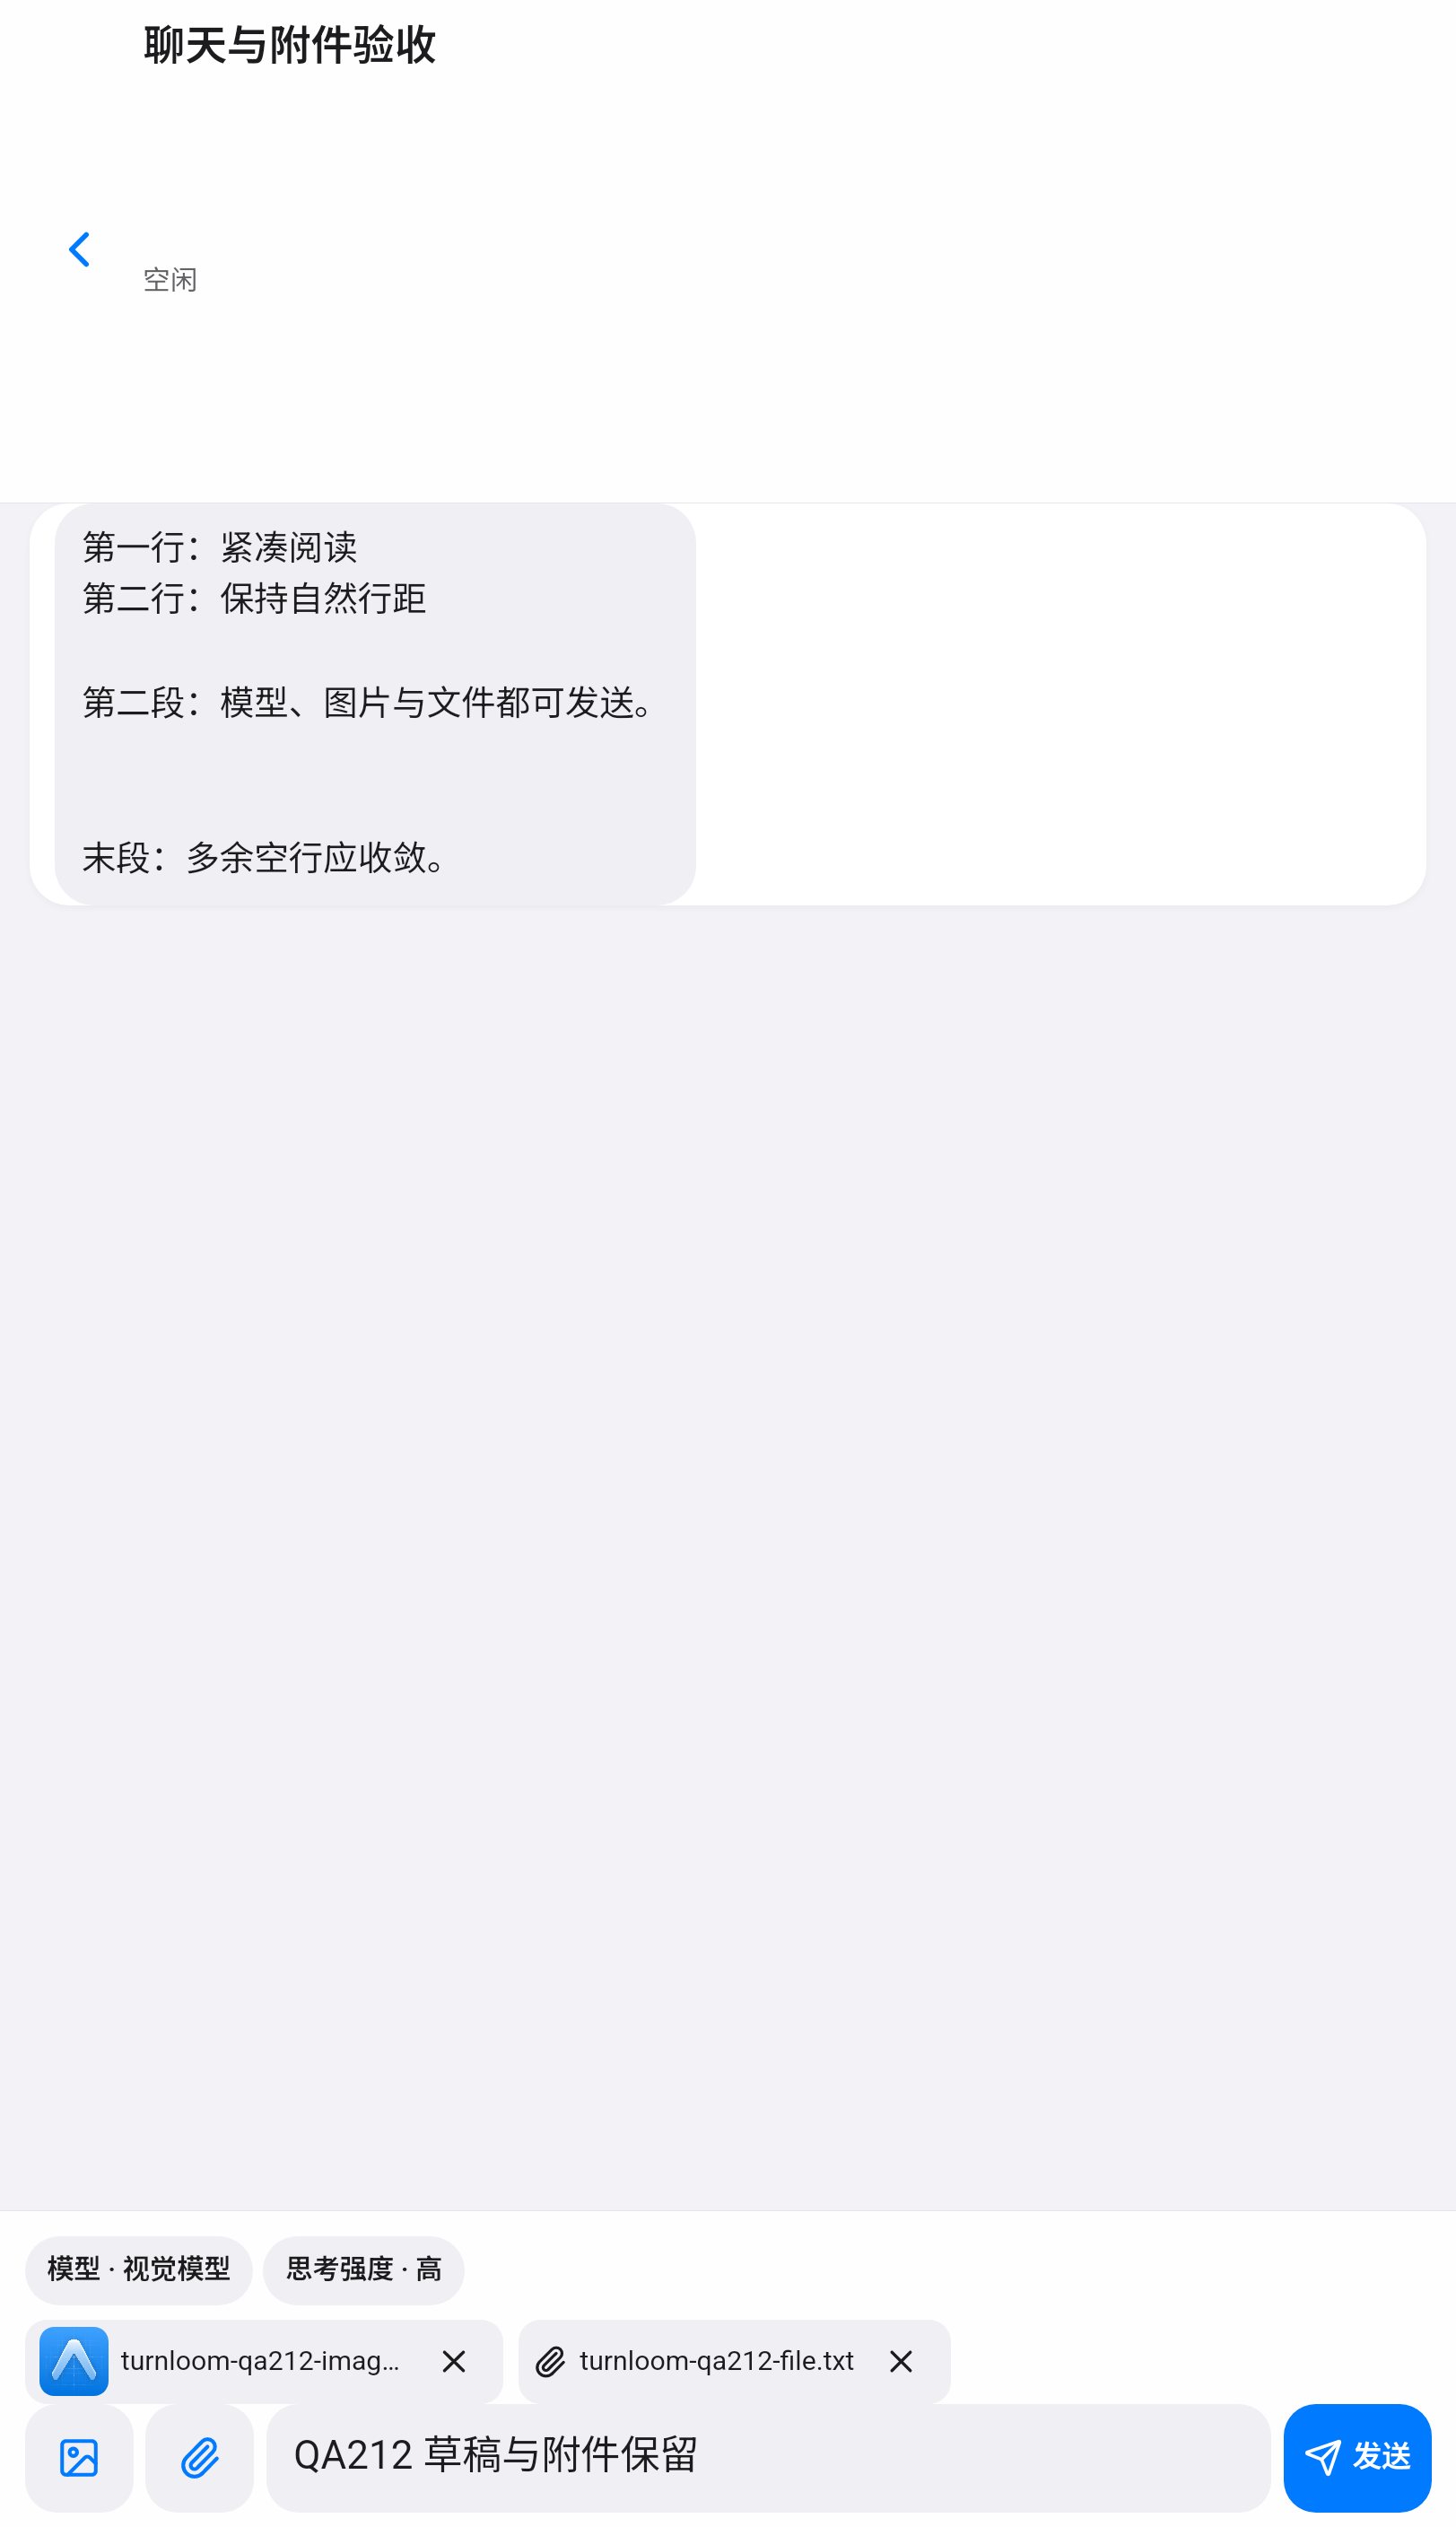 聊天与附件验收
空闲
第一行：紧凑阅读
第二行：保持自然行距
第二段：模型、图片与文件都可发送。
末段：多余空行应收敛。
模型 · 视觉模型
思考强度 · 高
turnloom-qa212-imag...
turnloom-qa212-file.txt
QA212 草稿与附件保留
发送